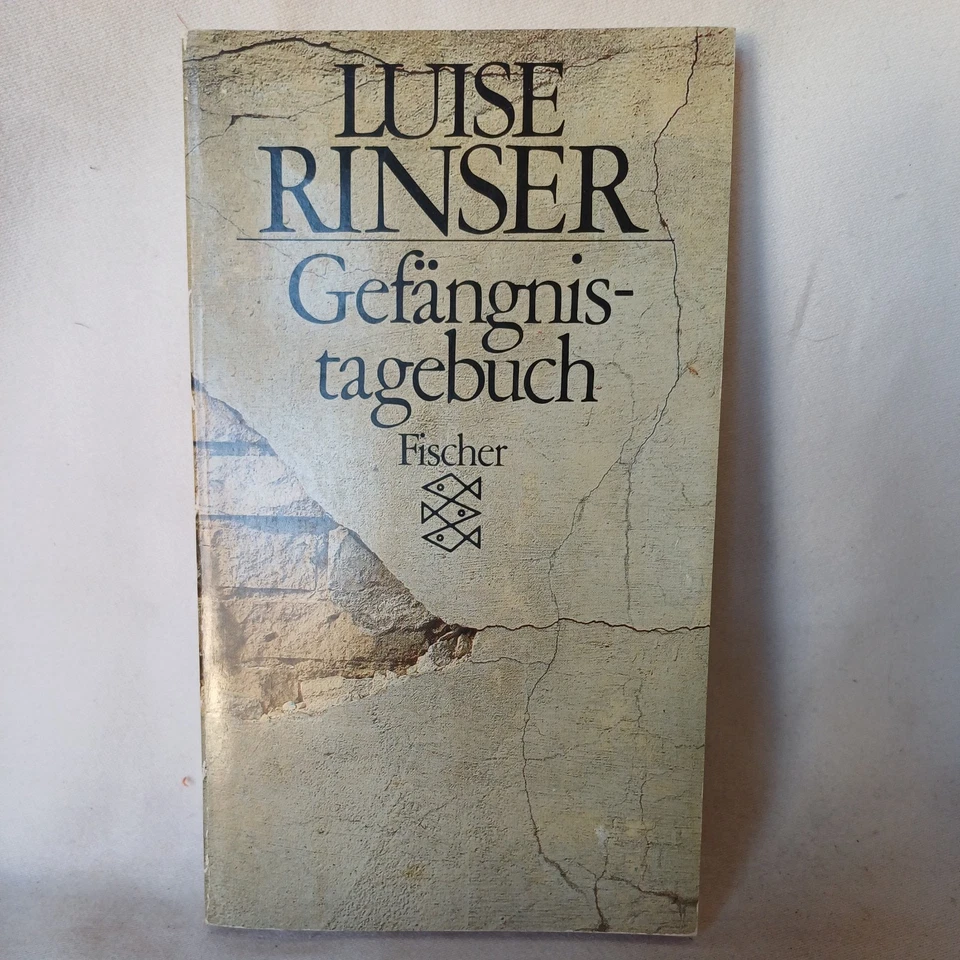 LUISE
RINSER
Gefängnis-
tagebuch
Fischer